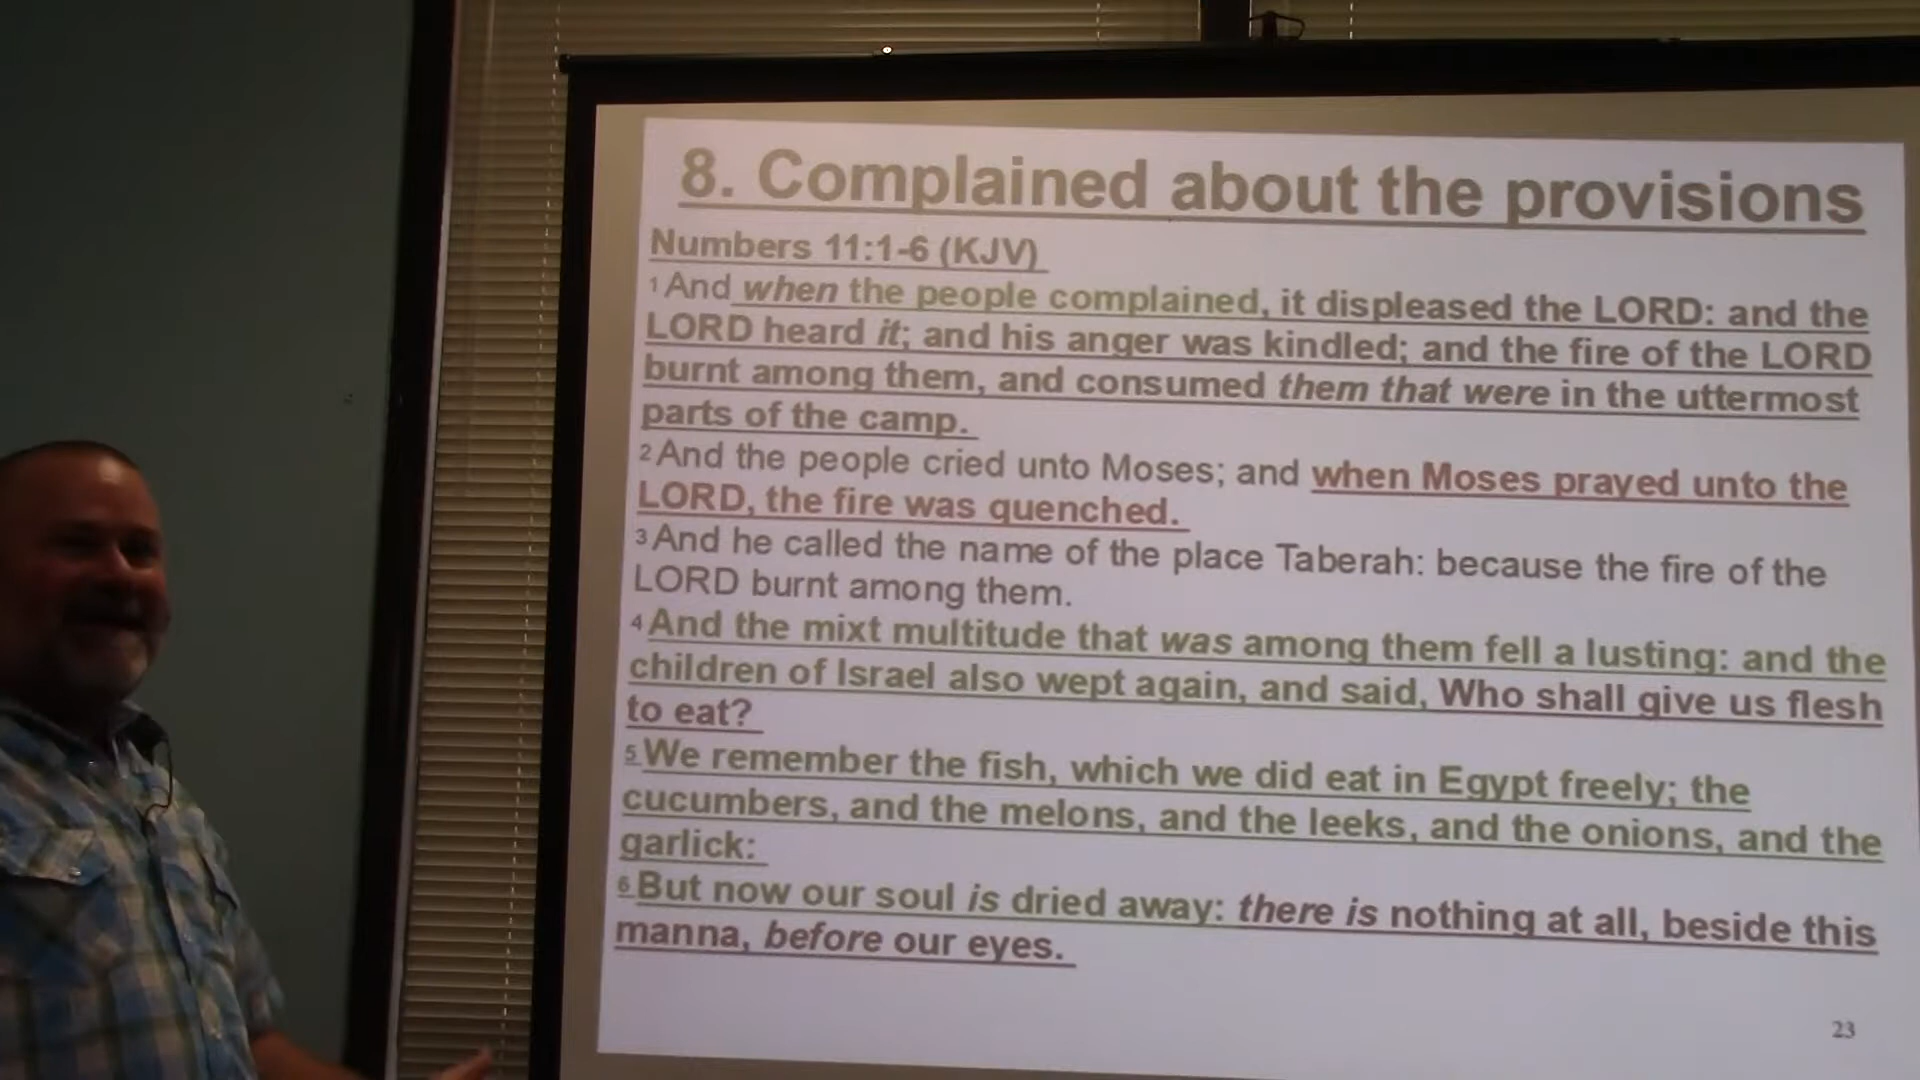 8. Complained about the provisions
Numbers 11:1-6 (KJV)
1 And when the people complained, it displeased the LORD: and the
LORD heard it; and his anger was kindled; and the fire of the LORD
burnt among them, and consumed them that were in the uttermost
parts of the camp.
2 And the people cried unto Moses; and when Moses prayed unto the
LORD, the fire was quenched.
3 And he called the name of the place Taberah: because the fire of the
LORD burnt among them.
4 And the mixt multitude that was among them fell a lusting: and the
children of Israel also wept again, and said, Who shall give us flesh
to eat?
5 We remember the fish, which we did eat in Egypt freely; the
cucumbers, and the melons, and the leeks, and the onions, and the
garlick:
6 But now our soul is dried away: there is nothing at all, beside this
manna, before our eyes.
23